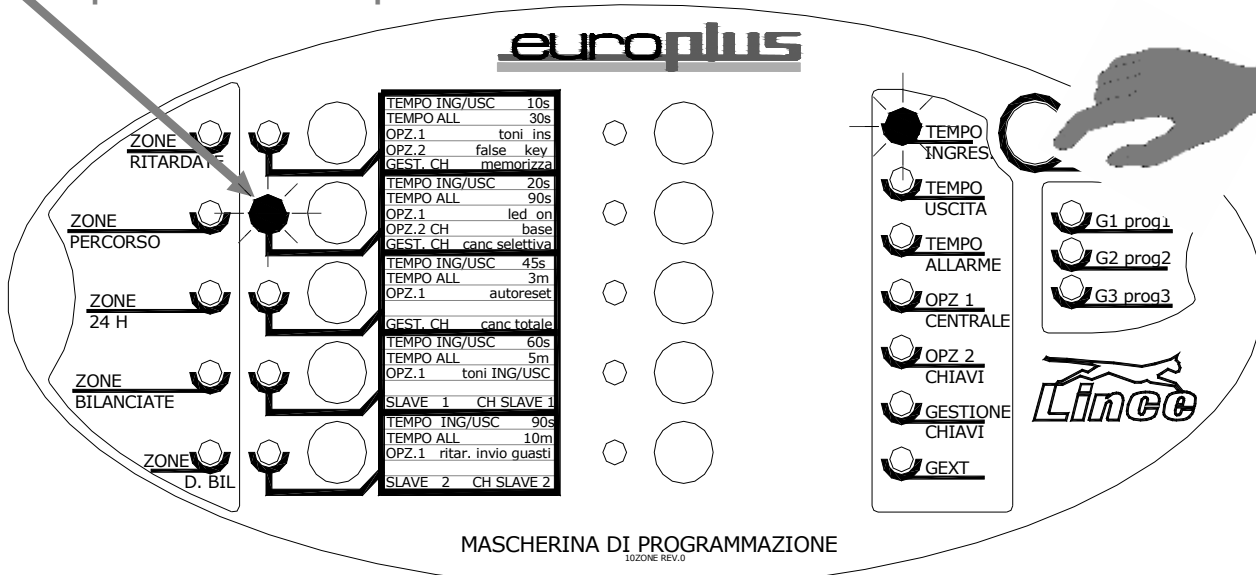 europlus
ZONE
RITARDATE
ZONE
PERCORSO
ZONE
24 H
ZONE
BILANCIATE
ZONE
D. BIL
TEMPO ING/USC 10s
TEMPO ALL 30s
OPZ.1 toni ins
OPZ.2 false key
GEST. CH memorizza
TEMPO ING/USC 20s
TEMPO ALL 90s
OPZ.1 led on
OPZ.2 CH base
GEST. CH canc selettiva
TEMPO ING/USC 45s
TEMPO ALL 3m
OPZ.1 autoreset
GEST. CH canc totale
TEMPO ING/USC 60s
TEMPO ALL 5m
OPZ.1 toni ING/USC
SLAVE 1 CH SLAVE 1
TEMPO ING/USC 90s
TEMPO ALL 10m
OPZ.1 ritar. invio guasti
SLAVE 2 CH SLAVE 2
TEMPO
INGRES.
TEMPO
USCITA
TEMPO
ALLARME
OPZ 1
CENTRALE
OPZ 2
CHIAVI
GESTIONE
CHIAVI
GEXT
G1 prog1
G2 prog2
G3 prog3
Lince
MASCHERINA DI PROGRAMMAZIONE
10ZONE REV.0